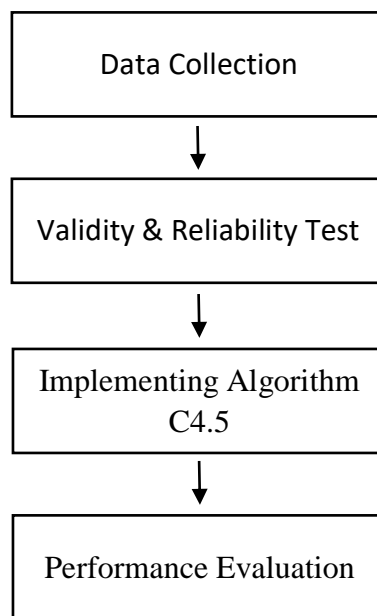 Data Collection
Validity & Reliability Test
Implementing Algorithm
C4.5
Performance Evaluation